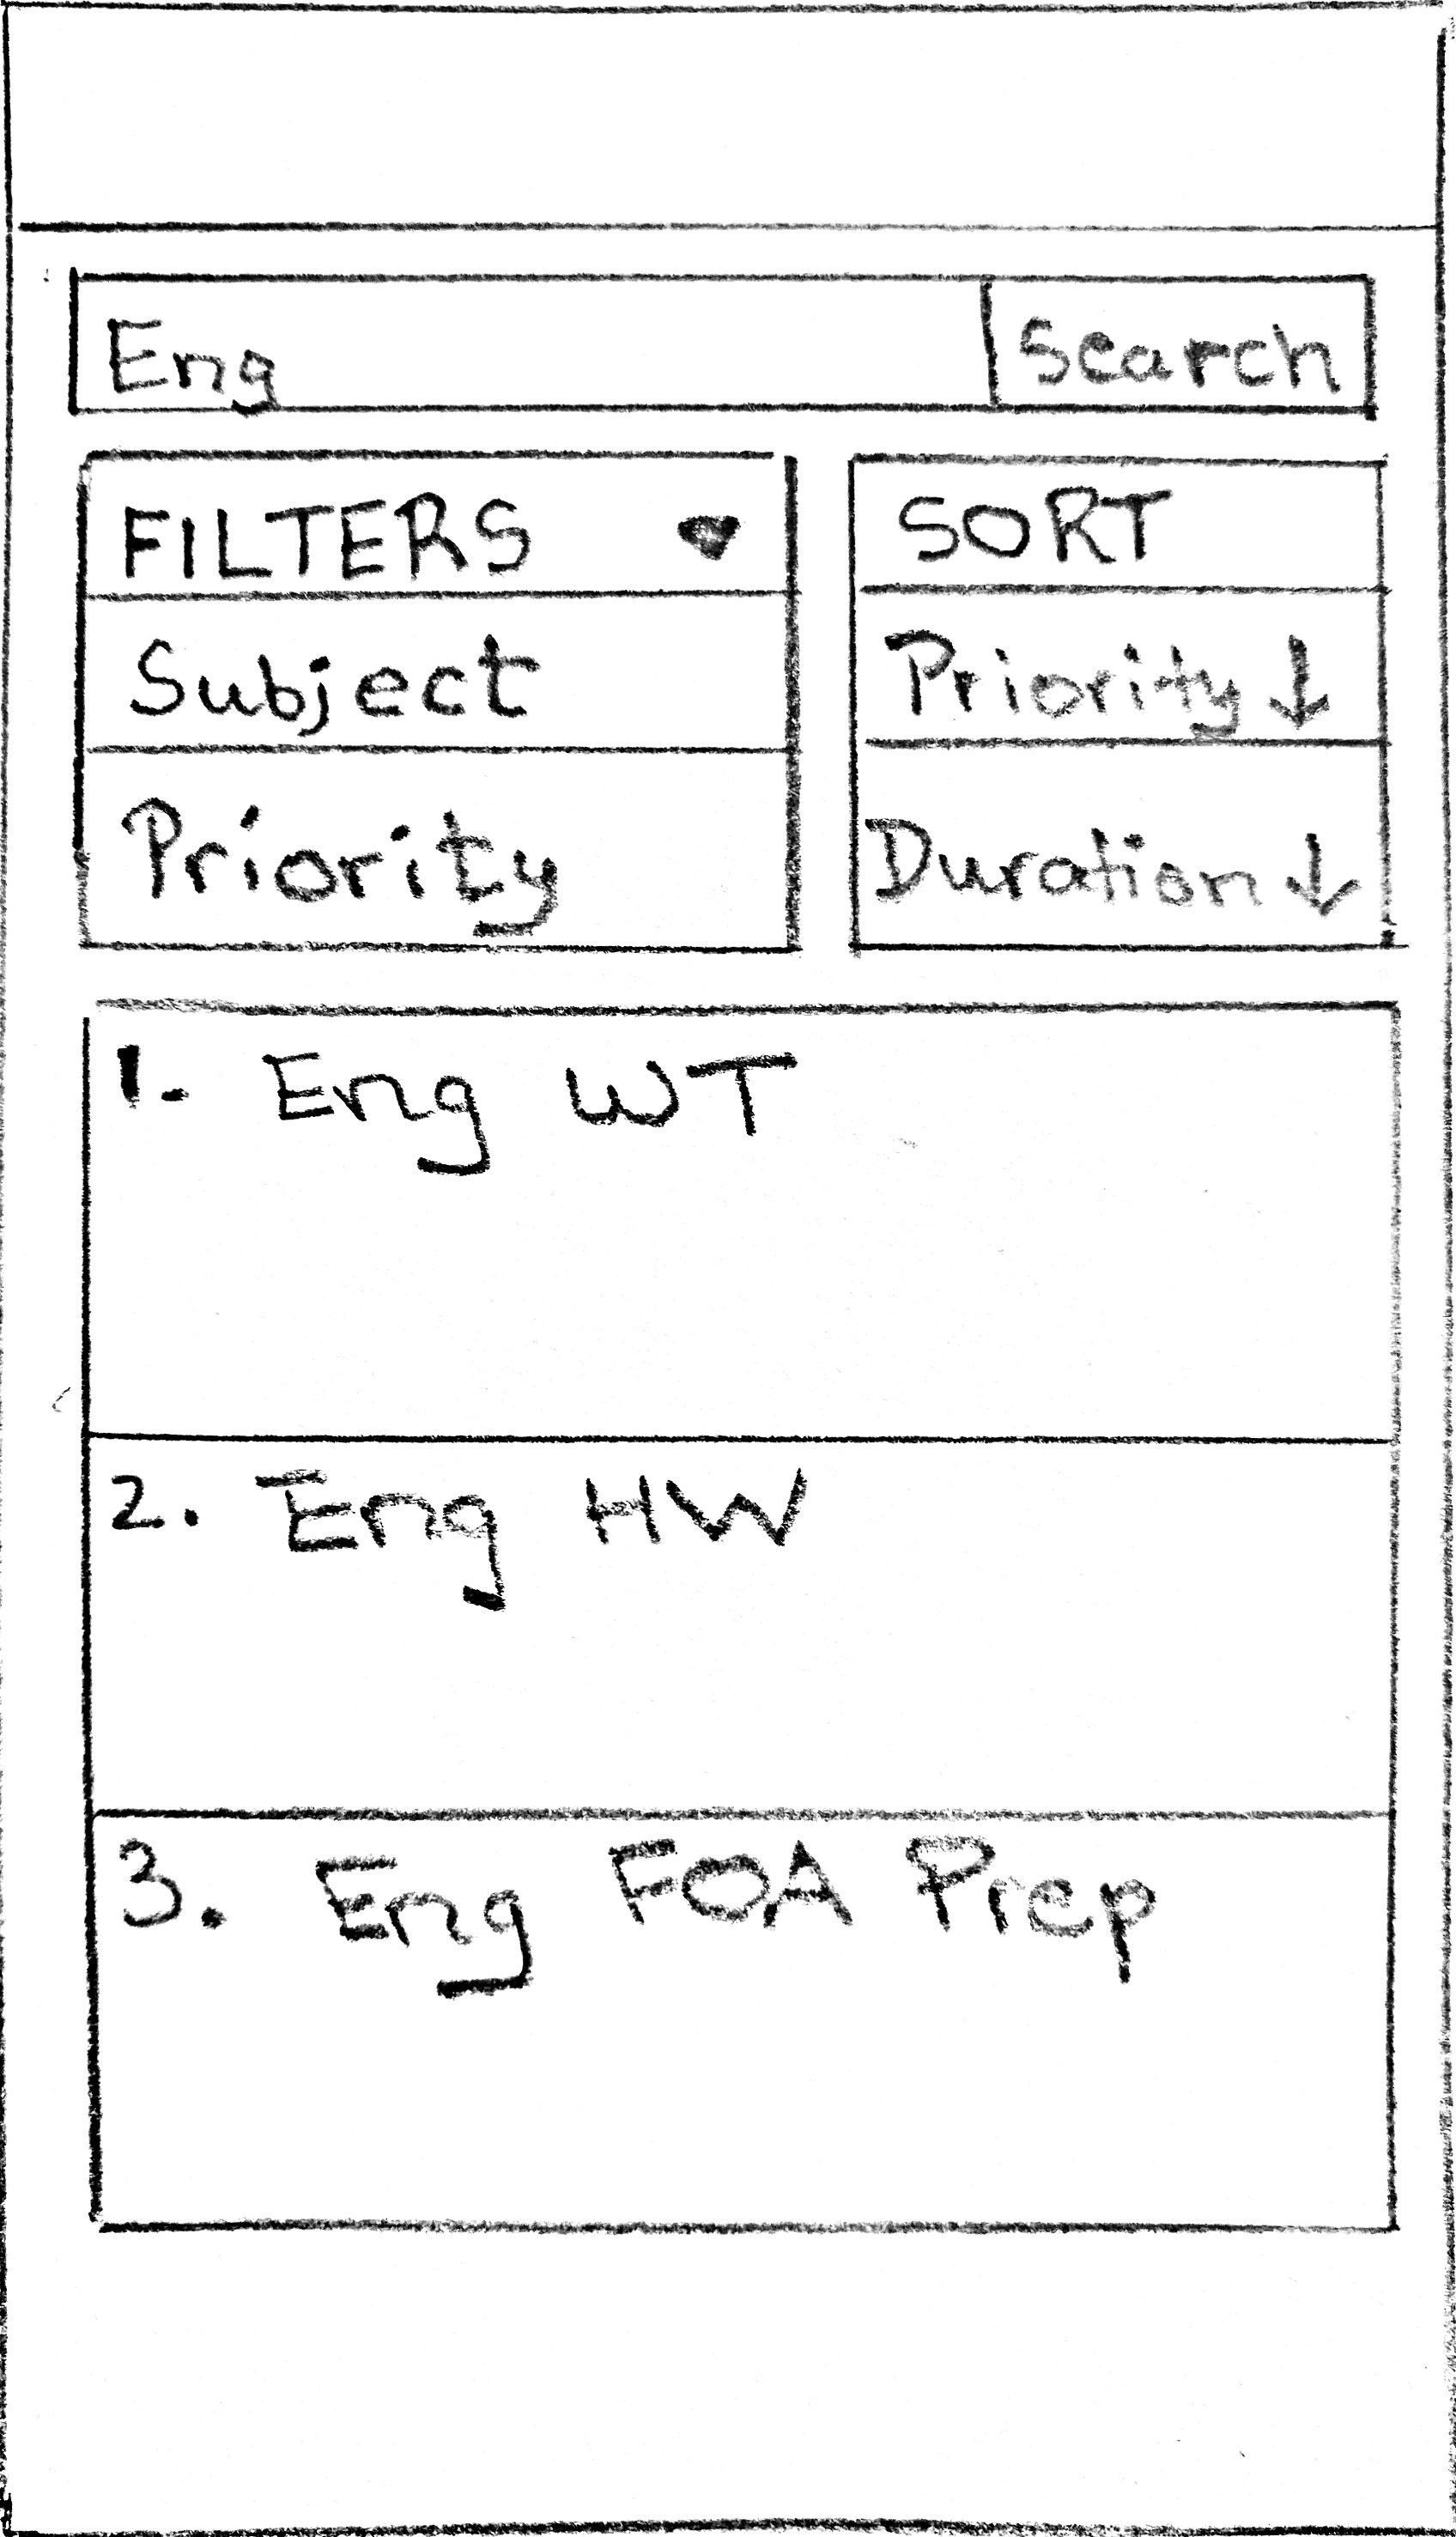 Eng Search
FILTERS
Subject
Priority
SORT
Priority ↓
Duration ↓
1. Eng WT
2. Eng HW
3. Eng FOA Prep